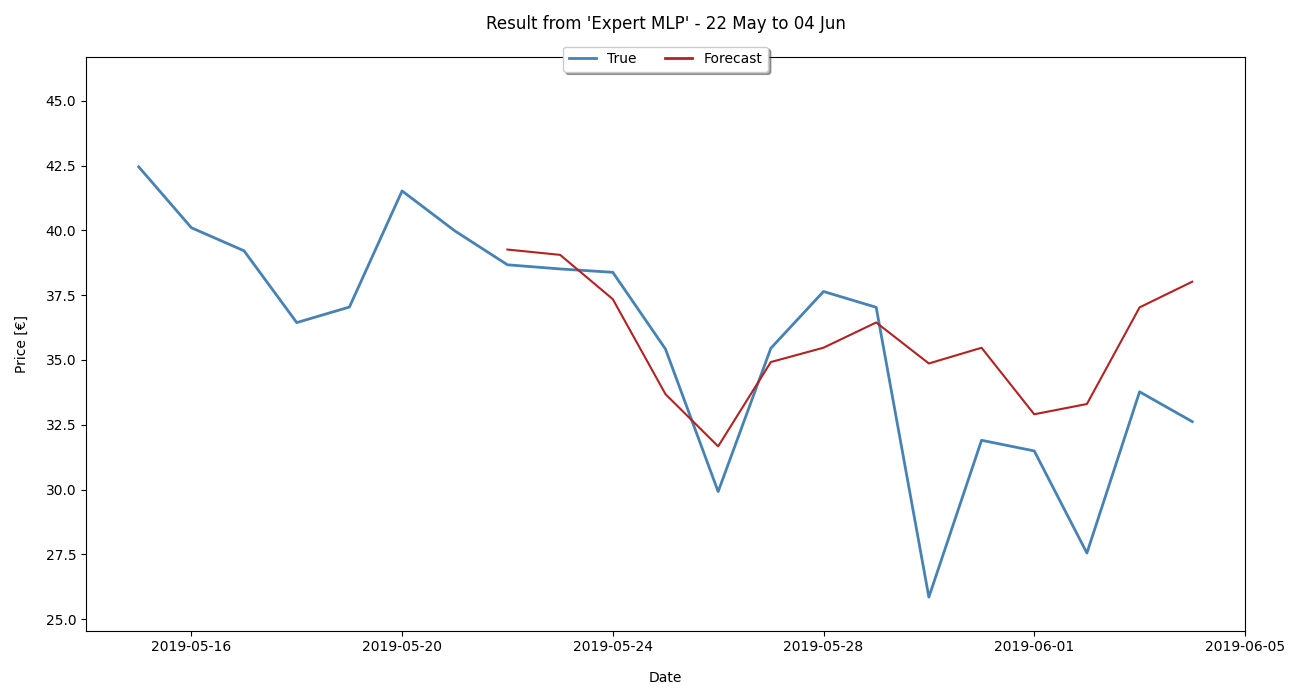 Result from 'Expert MLP' - 22 May to 04 Jun
True Forecast
45.0
42.5
40.0
37.5
35.0
32.5
30.0
27.5
25.0
Price [€]
2019-05-16 2019-05-20 2019-05-24 2019-05-28 2019-06-01 2019-06-05
Date